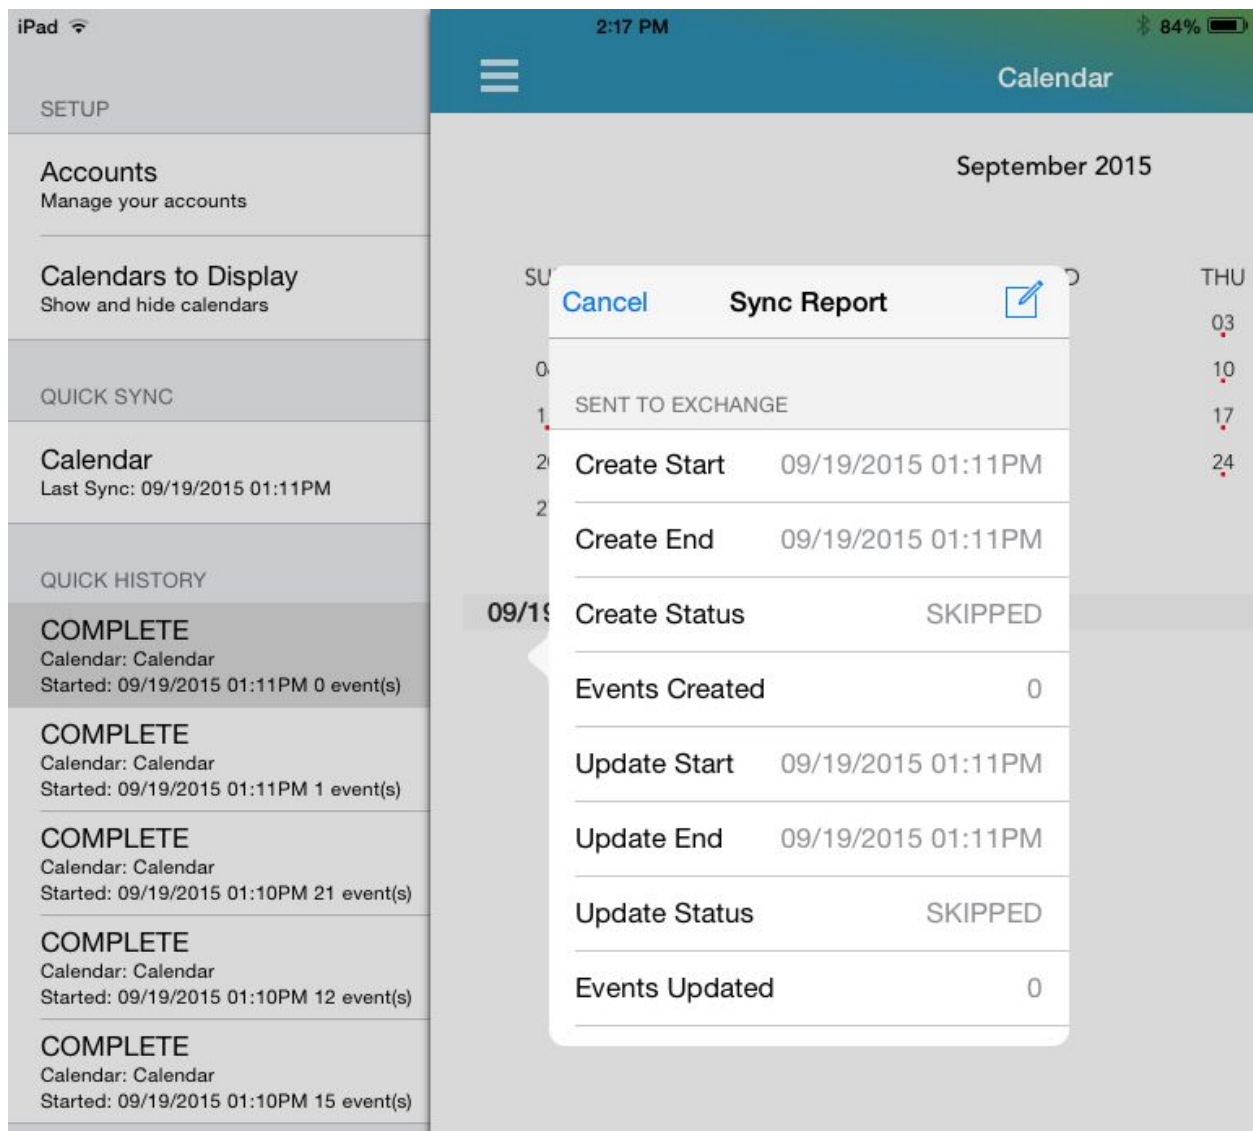 iPad
2:17 PM
84%
SETUP
Accounts
Manage your accounts
Calendars to Display
Show and hide calendars
QUICK SYNC
Calendar
Last Sync: 09/19/2015 01:11PM
QUICK HISTORY
COMPLETE
Calendar: Calendar
Started: 09/19/2015 01:11PM 0 event(s)
COMPLETE
Calendar: Calendar
Started: 09/19/2015 01:11PM 1 event(s)
COMPLETE
Calendar: Calendar
Started: 09/19/2015 01:10PM 21 event(s)
COMPLETE
Calendar: Calendar
Started: 09/19/2015 01:10PM 12 event(s)
COMPLETE
Calendar: Calendar
Started: 09/19/2015 01:10PM 15 event(s)
Calendar
September 2015
SU
THU
03
10
17
24
09/19
Cancel
Sync Report
SENT TO EXCHANGE
Create Start 09/19/2015 01:11PM
Create End 09/19/2015 01:11PM
Create Status SKIPPED
Events Created 0
Update Start 09/19/2015 01:11PM
Update End 09/19/2015 01:11PM
Update Status SKIPPED
Events Updated 0